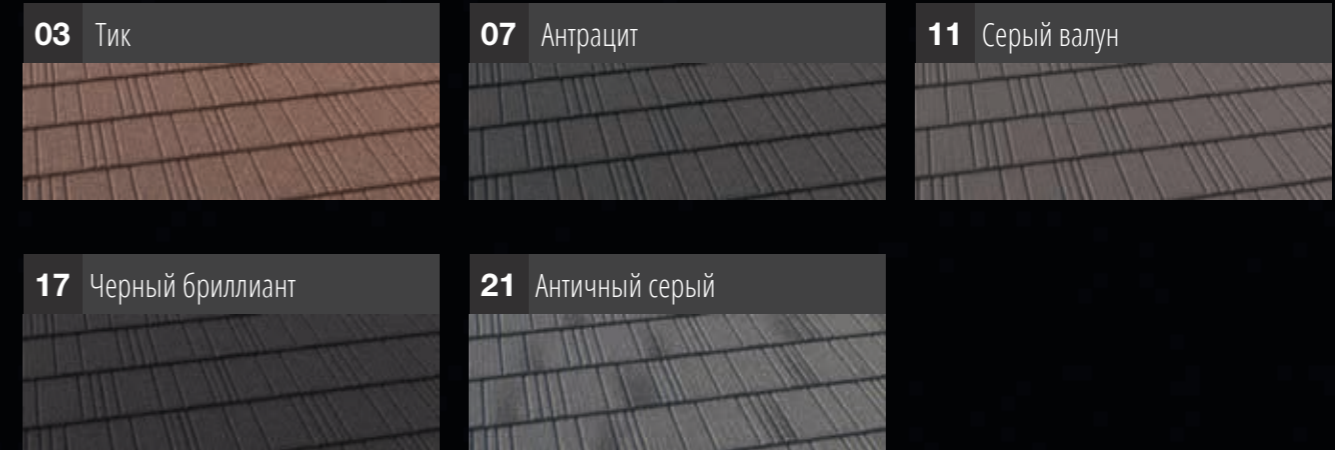 03 Тик
07 Антрацит
11 Серый валун
17 Черный бриллиант
21 Античный серый